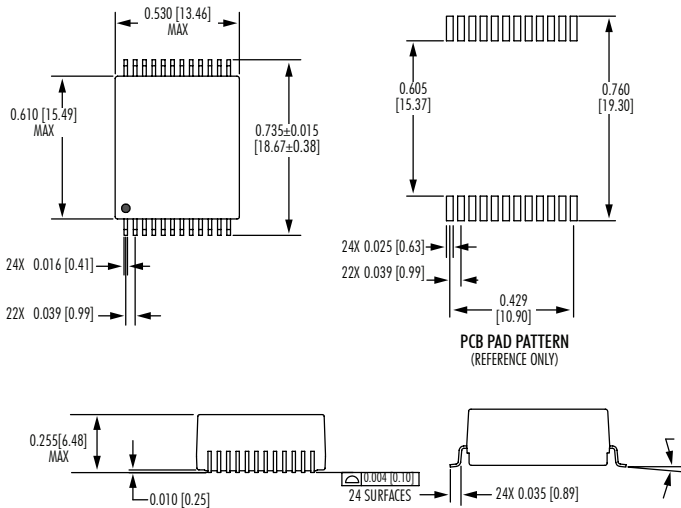 0.530 [13.46]
MAX
0.610 [15.49]
MAX
0.735±0.015
[18.67±0.38]
24X 0.016 [0.41]
22X 0.039 [0.99]
0.605
[15.37]
0.760
[19.30]
24X 0.025 [0.63]
22X 0.039 [0.99]
0.429
[10.90]
PCB PAD PATTERN
(REFERENCE ONLY)
0.255[6.48]
MAX
0.010 [0.25]
0.004 [0.10]
24 SURFACES
24X 0.035 [0.89]